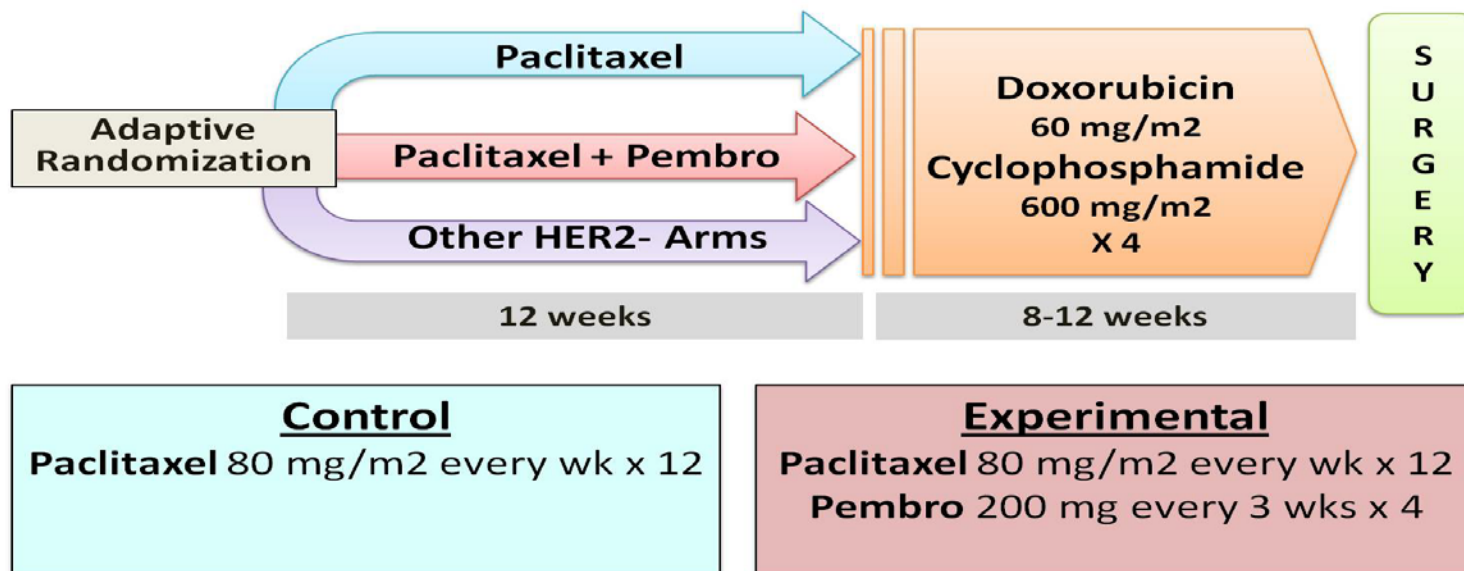 Paclitaxel
Adaptive
Randomization
Paclitaxel + Pembro
Other HER2- Arms
Doxorubicin
60 mg/m2
Cyclophosphamide
600 mg/m2
X 4
SURGERY
12 weeks
8-12 weeks
Control
Paclitaxel 80 mg/m2 every wk x 12
Experimental
Paclitaxel 80 mg/m2 every wk x 12
Pembro 200 mg every 3 wks x 4